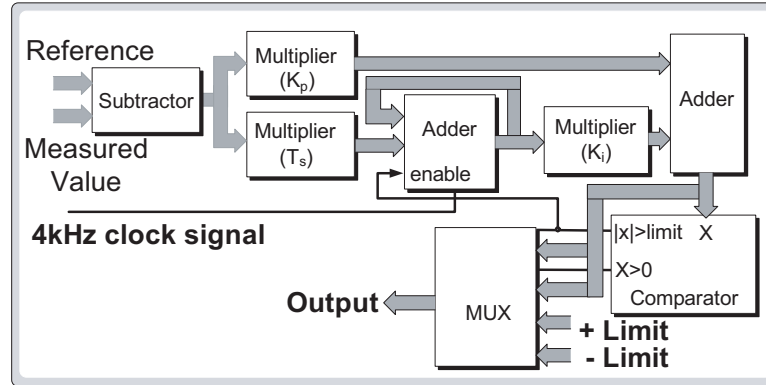 Reference
Measured
Value
Subtractor
Multiplier
(Kp)
Multiplier
(Ts)
Adder
enable
Multiplier
(Ki)
Adder
4kHz clock signal
|x|>limit X
X>0
Comparator
MUX
Output
+ Limit
- Limit